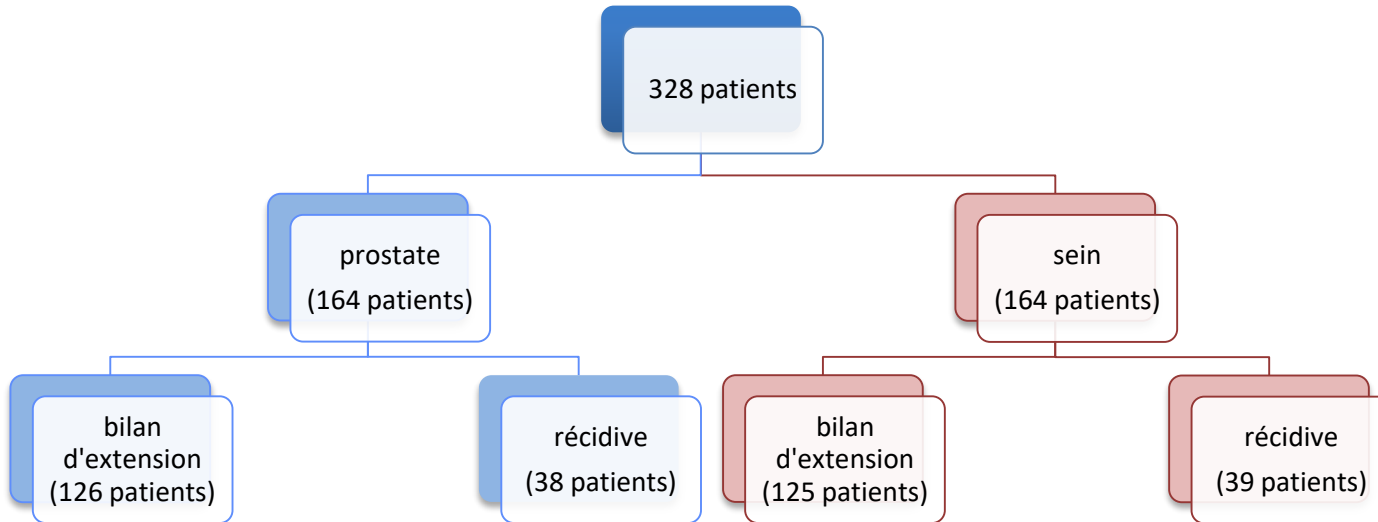 328 patients
prostate
(164 patients)
sein
(164 patients)
bilan
d'extension
(126 patients)
récidive
(38 patients)
bilan
d'extension
(125 patients)
récidive
(39 patients)